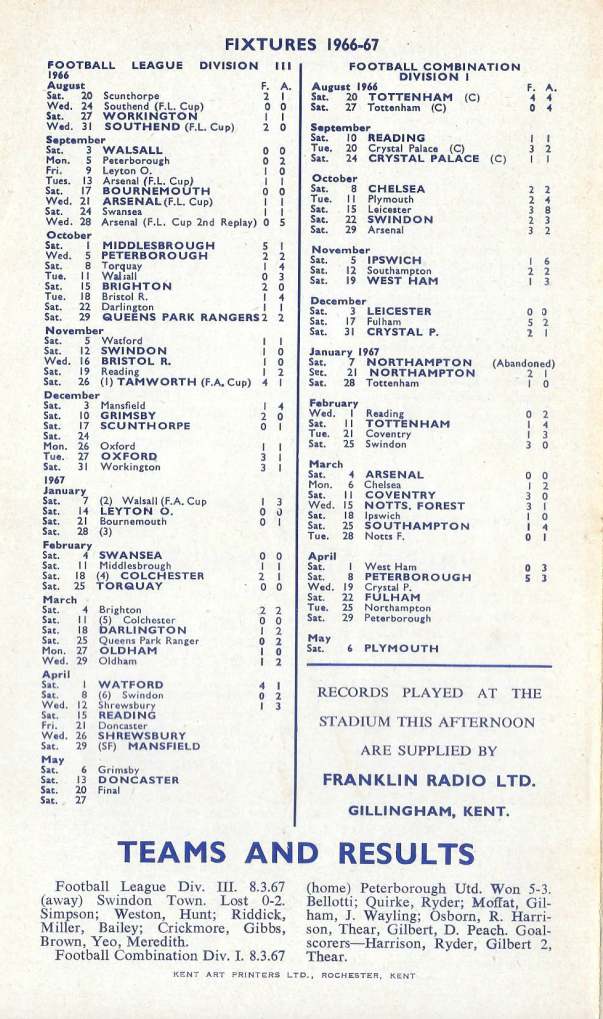 FIXTURES 1966-67
FOOTBALL LEAGUE DIVISION III
1966
August F. A.
Sat. 20 Scunthorpe 2 1
Wed. 24 Southend (F.L. Cup) 0 0
Sat. 27 WORKINGTON 1 1
Wed. 31 SOUTHEND (F.L. Cup) 2 0
September
Sat. 3 WALSALL 0 0
Mon. 5 Peterborough 0 2
Fri. 9 Leyton O. 1 0
Tues. 13 Arsenal (F.L. Cup) 1 1
Sat. 17 BOURNEMOUTH 0 0
Wed. 21 ARSENAL (F.L. Cup) 1 1
Sat. 24 Swansea 1 1
Wed. 28 Arsenal (F.L. Cup 2nd Replay) 0 5
October
Sat. 1 MIDDLESBROUGH 5 1
Wed. 5 PETERBOROUGH 2 2
Sat. 8 Torquay 1 4
Tue. 11 Walsall 0 3
Sat. 15 BRIGHTON 2 0
Tue. 18 Bristol R. 1 4
Sat. 22 Darlington 1 1
Sat. 29 QUEENS PARK RANGERS 2 2
November
Sat. 5 Watford 1 1
Sat. 12 SWINDON 1 0
Wed. 16 BRISTOL R. 1 0
Sat. 19 Reading 1 2
Sat. 26 (1) TAMWORTH (F.A. Cup) 4 1
December
Sat. 3 Mansfield 1 4
Sat. 10 GRIMSBY 2 0
Sat. 17 SCUNTHORPE 0 1
Sat. 24
Mon. 26 Oxford 1 1
Tue. 27 OXFORD 3 1
Sat. 31 Workington 3 1
1967
January
Sat. 7 (2) Walsall (F.A. Cup 1 3
Sat. 14 LEYTON O. 0 0
Sat. 21 Bournemouth 0 1
Sat. 28 (3)
February
Sat. 4 SWANSEA 0 0
Sat. 11 Middlesbrough 1 1
Sat. 18 (4) COLCHESTER 2 1
Sat. 25 TORQUAY 0 0
March
Sat. 4 Brighton 2 2
Sat. 11 (5) Colchester 0 0
Sat. 18 DARLINGTON 1 2
Sat. 25 Queens Park Ranger 0 2
Mon. 27 OLDHAM 1 0
Wed. 29 Oldham 1 2
April
Sat. 1 WATFORD 4 1
Sat. 8 (6) Swindon 0 2
Wed. 12 Shrewsbury 1 3
Sat. 15 READING
Fri. 21 Doncaster
Wed. 26 SHREWSBURY
Sat. 29 (SF) MANSFIELD
May
Sat. 6 Grimsby
Sat. 13 DONCASTER
Sat. 20 Final
Sat. 27
FOOTBALL COMBINATION
DIVISION I
August 1966 F. A.
Sat. 20 TOTTENHAM (C) 4 4
Sat. 27 Tottenham (C) 0 4
September
Sat. 10 READING 1 1
Tue. 20 Crystal Palace (C) 3 2
Sat. 24 CRYSTAL PALACE (C) 1 1
October
Sat. 8 CHELSEA 2 2
Tue. 11 Plymouth 2 4
Sat. 15 Leicester 3 8
Sat. 22 SWINDON 2 3
Sat. 29 Arsenal 3 2
November
Sat. 5 IPSWICH 1 6
Sat. 12 Southampton 2 2
Sat. 19 WEST HAM 1 3
December
Sat. 3 LEICESTER 0 0
Sat. 17 Fulham 5 2
Sat. 31 CRYSTAL P. 2 1
January 1967
Sat. 7 NORTHAMPTON (Abandoned)
Sat. 21 NORTHAMPTON 2 1
Sat. 28 Tottenham 1 0
February
Wed. 1 Reading 0 2
Sat. 11 TOTTENHAM 1 4
Tue. 21 Coventry 1 3
Sat. 25 Swindon 3 0
March
Sat. 4 ARSENAL 0 0
Mon. 6 Chelsea 1 2
Sat. 11 COVENTRY 3 0
Wed. 15 NOTTS. FOREST 3 1
Sat. 18 Ipswich 1 0
Sat. 25 SOUTHAMPTON 1 4
Tue. 28 Notts F. 0 1
April
Sat. 1 West Ham 0 3
Sat. 8 PETERBOROUGH 5 3
Wed. 19 Crystal P.
Sat. 22 FULHAM
Tue. 25 Northampton
Sat. 29 Peterborough
May
Sat. 6 PLYMOUTH
RECORDS PLAYED AT THE
STADIUM THIS AFTERNOON
ARE SUPPLIED BY
FRANKLIN RADIO LTD.
GILLINGHAM, KENT.
TEAMS AND RESULTS
Football League Div. III. 8.3.67
(away) Swindon Town. Lost 0-2.
Simpson; Weston, Hunt; Riddick,
Miller, Bailey; Crickmore, Gibbs,
Brown, Yeo, Meredith.
Football Combination Div. I. 8.3.67
(home) Peterborough Utd. Won 5-3.
Bellotti; Quirke, Ryder; Moffat, Gil-
ham, J. Wayling; Osborn, R. Harri-
son, Thear, Gilbert, D. Peach. Goal-
scorers—Harrison, Ryder, Gilbert 2,
Thear.
KENT ART PRINTERS LTD., ROCHESTER, KENT